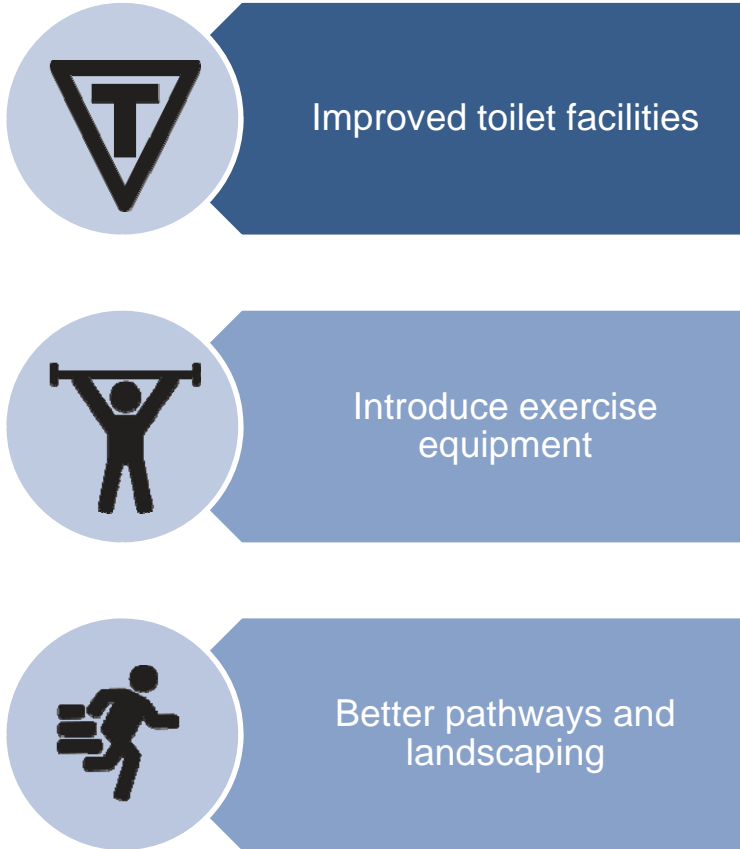 T
Improved toilet facilities
Introduce exercise
equipment
Better pathways and
landscaping